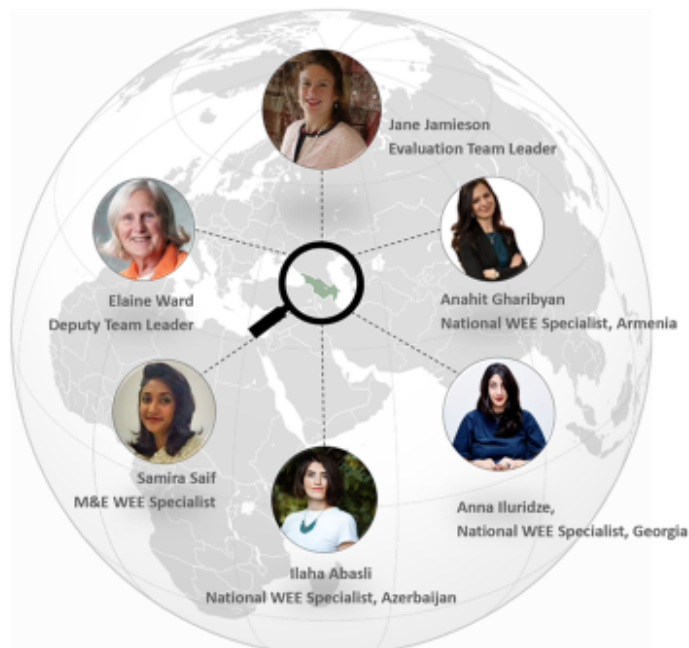 Jane Jamieson
Evaluation Team Leader
Elaine Ward
Deputy Team Leader
Anahit Gharibyan
National WEE Specialist, Armenia
Samira Saif
M&E WEE Specialist
Anna Iluridze,
National WEE Specialist, Georgia
Ilaha Abasli
National WEE Specialist, Azerbaijan